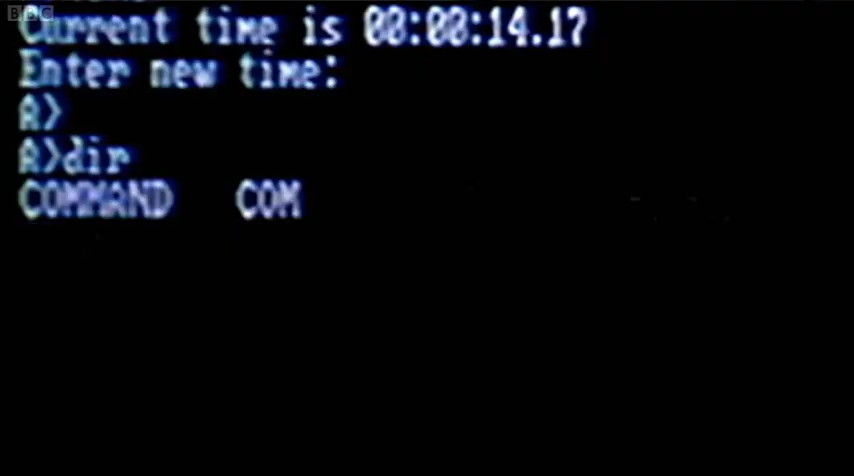 BBC
Current time is 00:00:14.17
Enter new time:
A>
A>dir
COMMAND COM